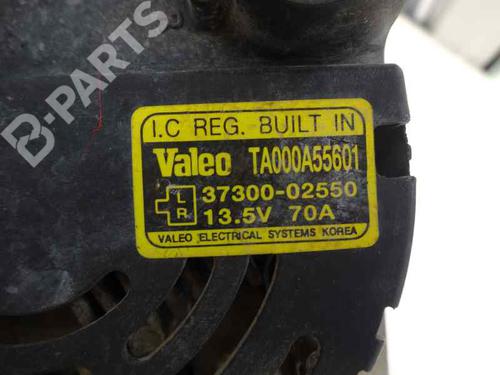 B-PARTS
I.C REG. BUILT IN
Valeo TA000A55601
L 37300-02550
R 13.5V 70A
VALEO ELECTRICAL SYSTEMS KOREA